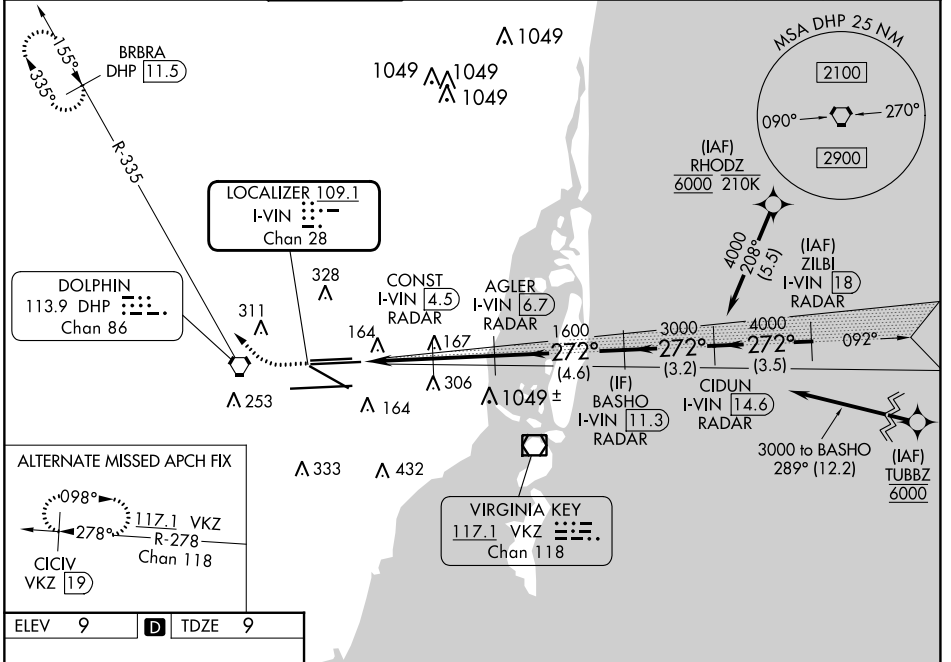 BRBRA
DHP 11.5
155°
335°
R-335
1049
1049
1049
1049
MSA DHP 25 NM
2100
090°
270°
2900
(IAF)
RHODZ
6000 210K
4000
208°
(5.5)
LOCALIZER 109.1
I-VIN
Chan 28
DOLPHIN
113.9 DHP
Chan 86
328
311
CONST
I-VIN 4.5
RADAR
AGLER
I-VIN 6.7
RADAR
(IAF)
ZILBI
I-VIN 18
RADAR
164
167
1600
272°
(4.6)
3000
272°
(3.2)
4000
272°
(3.5)
092°
306
253
164
1049 ±
(IF)
BASHO
I-VIN 11.3
RADAR
CIDUN
I-VIN 14.6
RADAR
3000 to BASHO
289° (12.2)
(IAF)
TUBBZ
6000
333
432
VIRGINIA KEY
117.1 VKZ
Chan 118
ALTERNATE MISSED APCH FIX
098°
278°
117.1 VKZ
R-278
Chan 118
CICIV
VKZ 19
ELEV 9 D TDZE 9